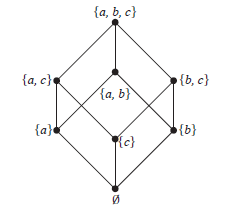 {a, b, c}
{a, c}
{b, c}
{a, b}
{a}
{c}
{b}
∅